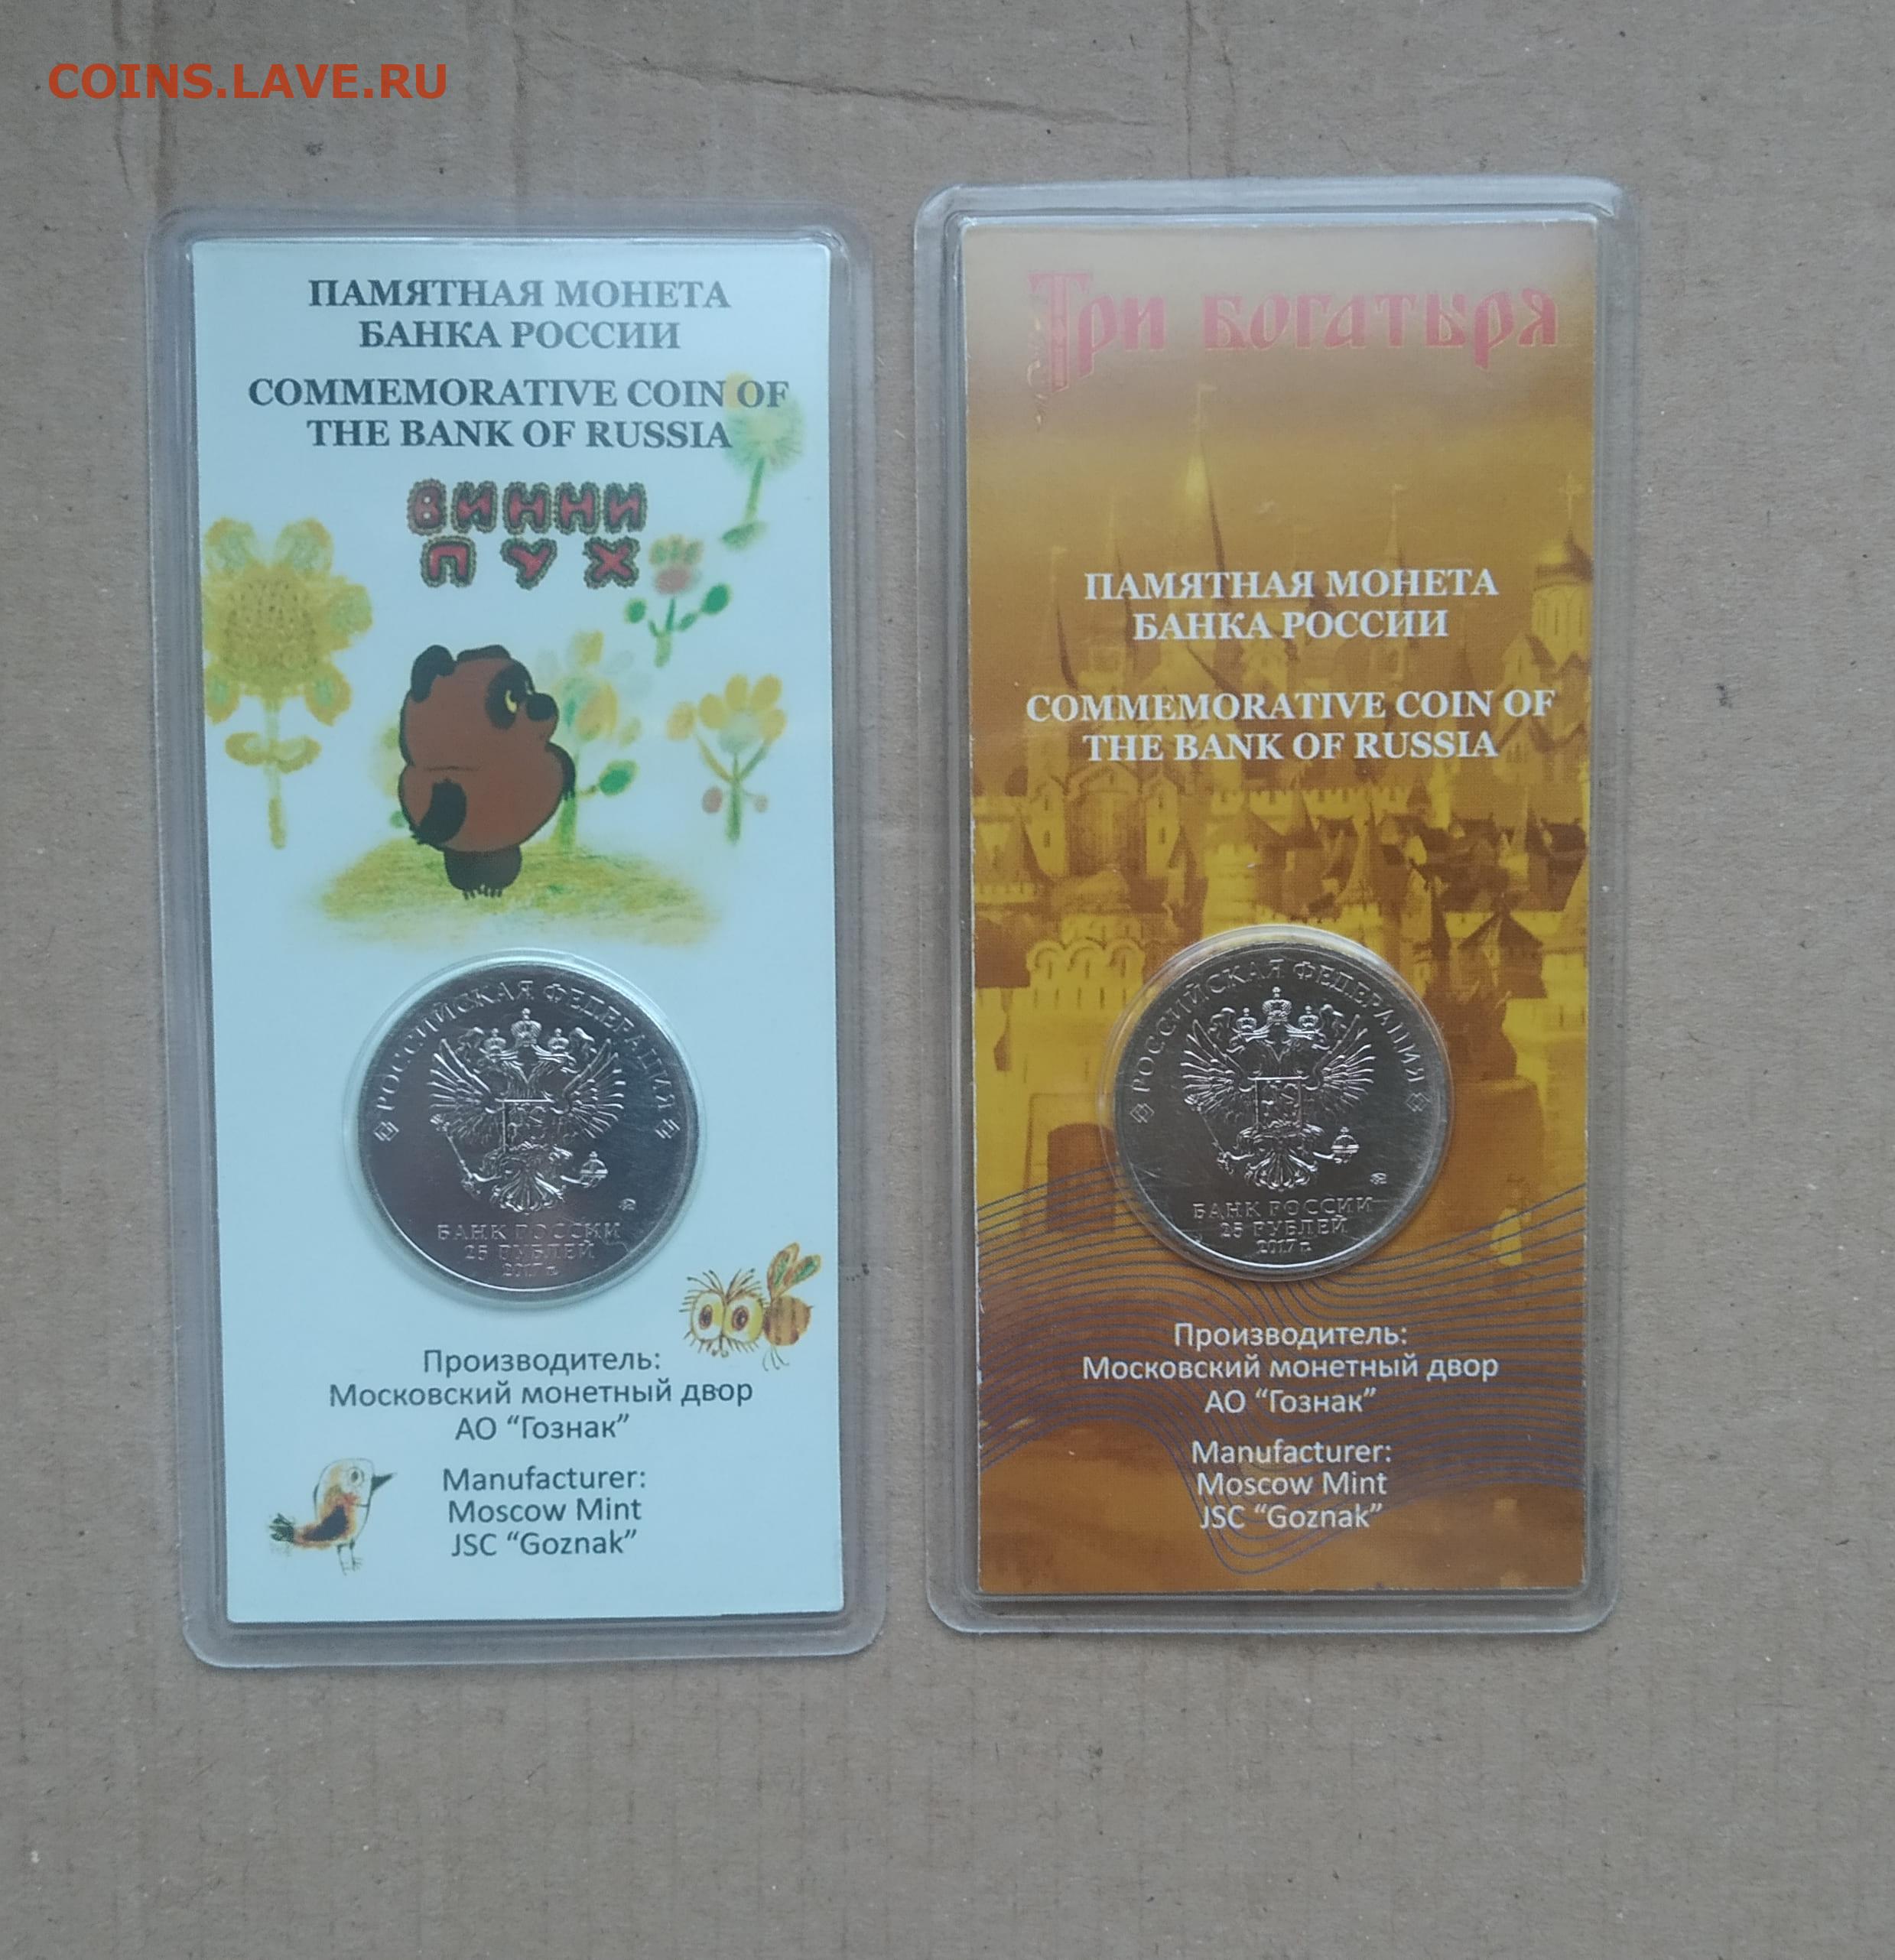 COINS.LAVE.RU
ПАМЯТНАЯ МОНЕТА
БАНКА РОССИИ
COMMEMORATIVE COIN OF
THE BANK OF RUSSIA
ВИННИ
ПУХ
РОССИЙСКАЯ ФЕДЕРАЦИЯ
БАНК РОССИИ
25 РУБЛЕЙ
2017 г.
Производитель:
Московский монетный двор
АО “Гознак”
Manufacturer:
Moscow Mint
JSC “Goznak”
Три богатыря
ПАМЯТНАЯ МОНЕТА
БАНКА РОССИИ
COMMEMORATIVE COIN OF
THE BANK OF RUSSIA
РОССИЙСКАЯ ФЕДЕРАЦИЯ
БАНК РОССИИ
25 РУБЛЕЙ
2017 г.
Производитель:
Московский монетный двор
АО “Гознак”
Manufacturer:
Moscow Mint
JSC “Goznak”